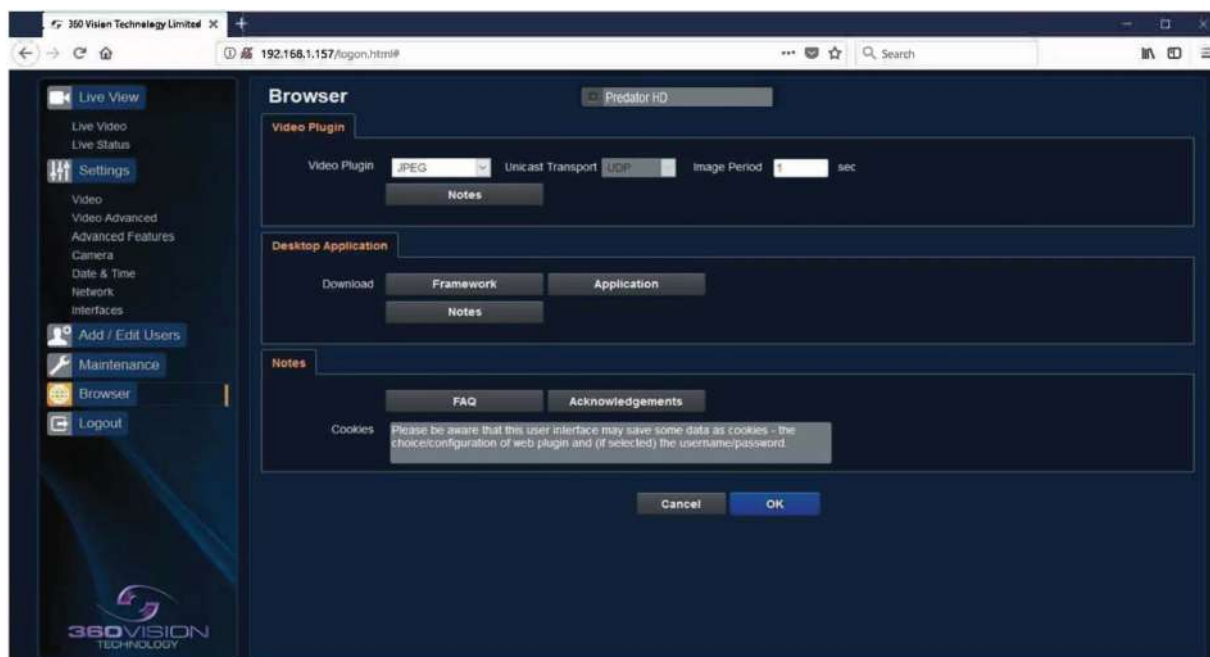 360 Vision Technology Limited
192.168.1.157/logon.html#
Search
Live View
Live Video
Live Status
Settings
Video
Video Advanced
Advanced Features
Camera
Date & Time
Network
Interfaces
Add / Edit Users
Maintenance
Browser
Logout
360VISION
TECHNOLOGY
Browser
Predator HD
Video Plugin
Video Plugin JPEG Unicast Transport UDP Image Period 1 sec
Notes
Desktop Application
Download Framework Application
Notes
Notes
FAQ Acknowledgements
Cookies Please be aware that this user interface may save some data as cookies - the
choice/configuration of web plugin and (if selected) the username/password.
Cancel OK